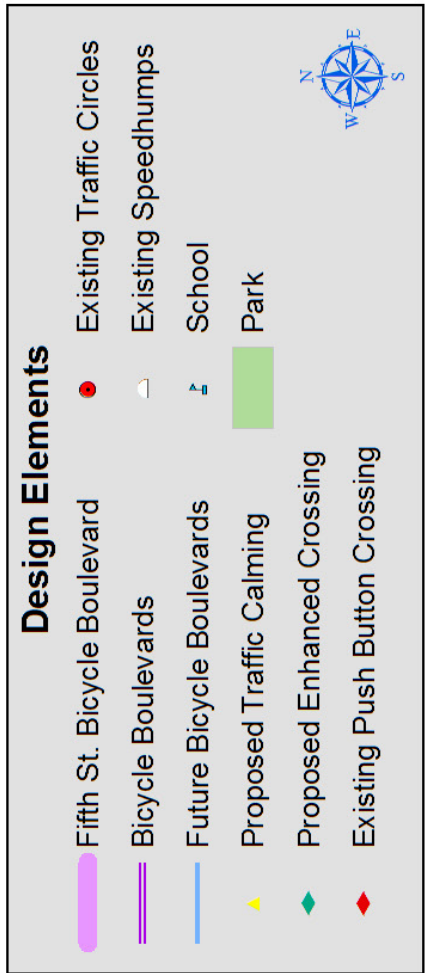 Design Elements
Fifth St. Bicycle Boulevard
Bicycle Boulevards
Future Bicycle Boulevards
Proposed Traffic Calming
Proposed Enhanced Crossing
Existing Push Button Crossing
Existing Traffic Circles
Existing Speedhumps
School
Park
N
W E
S